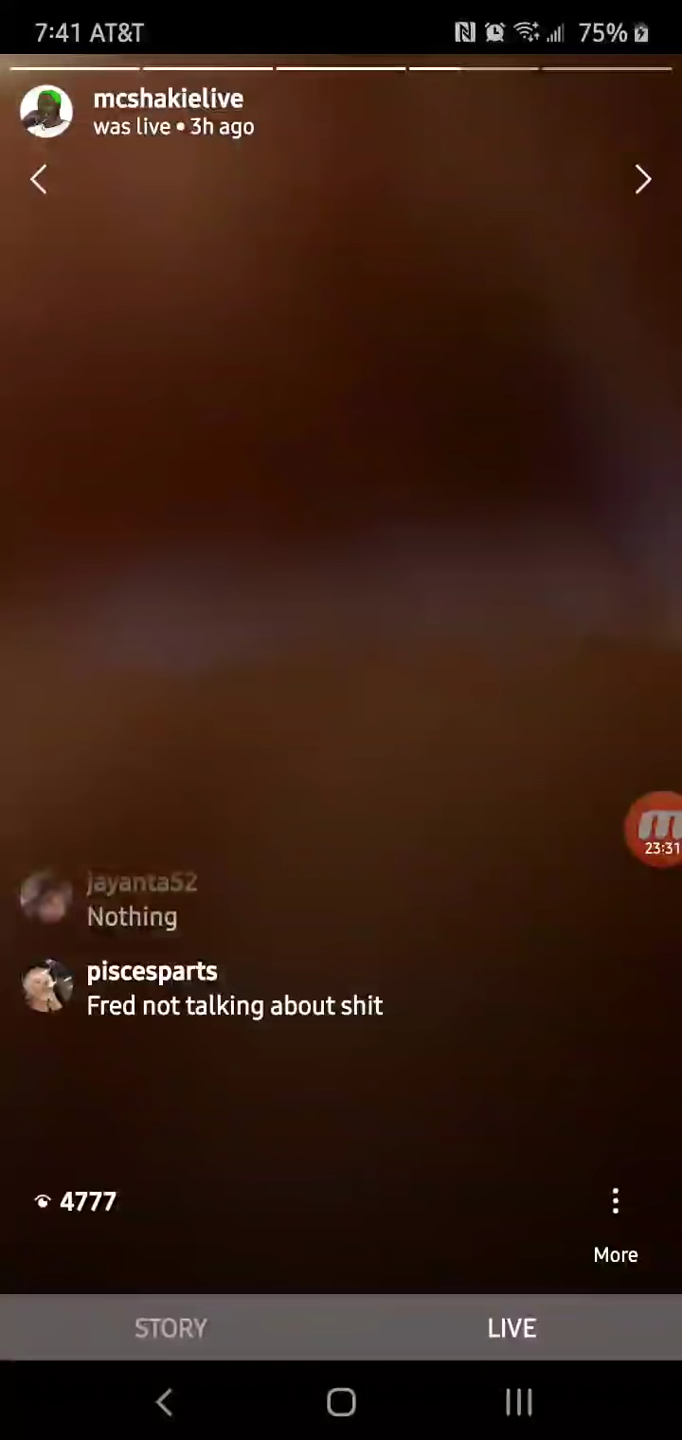 7:41 AT&T 75%
mcshakielive
was live • 3h ago
23:31
jayanta52
Nothing
piscesparts
Fred not talking about shit
4777
More
STORY LIVE